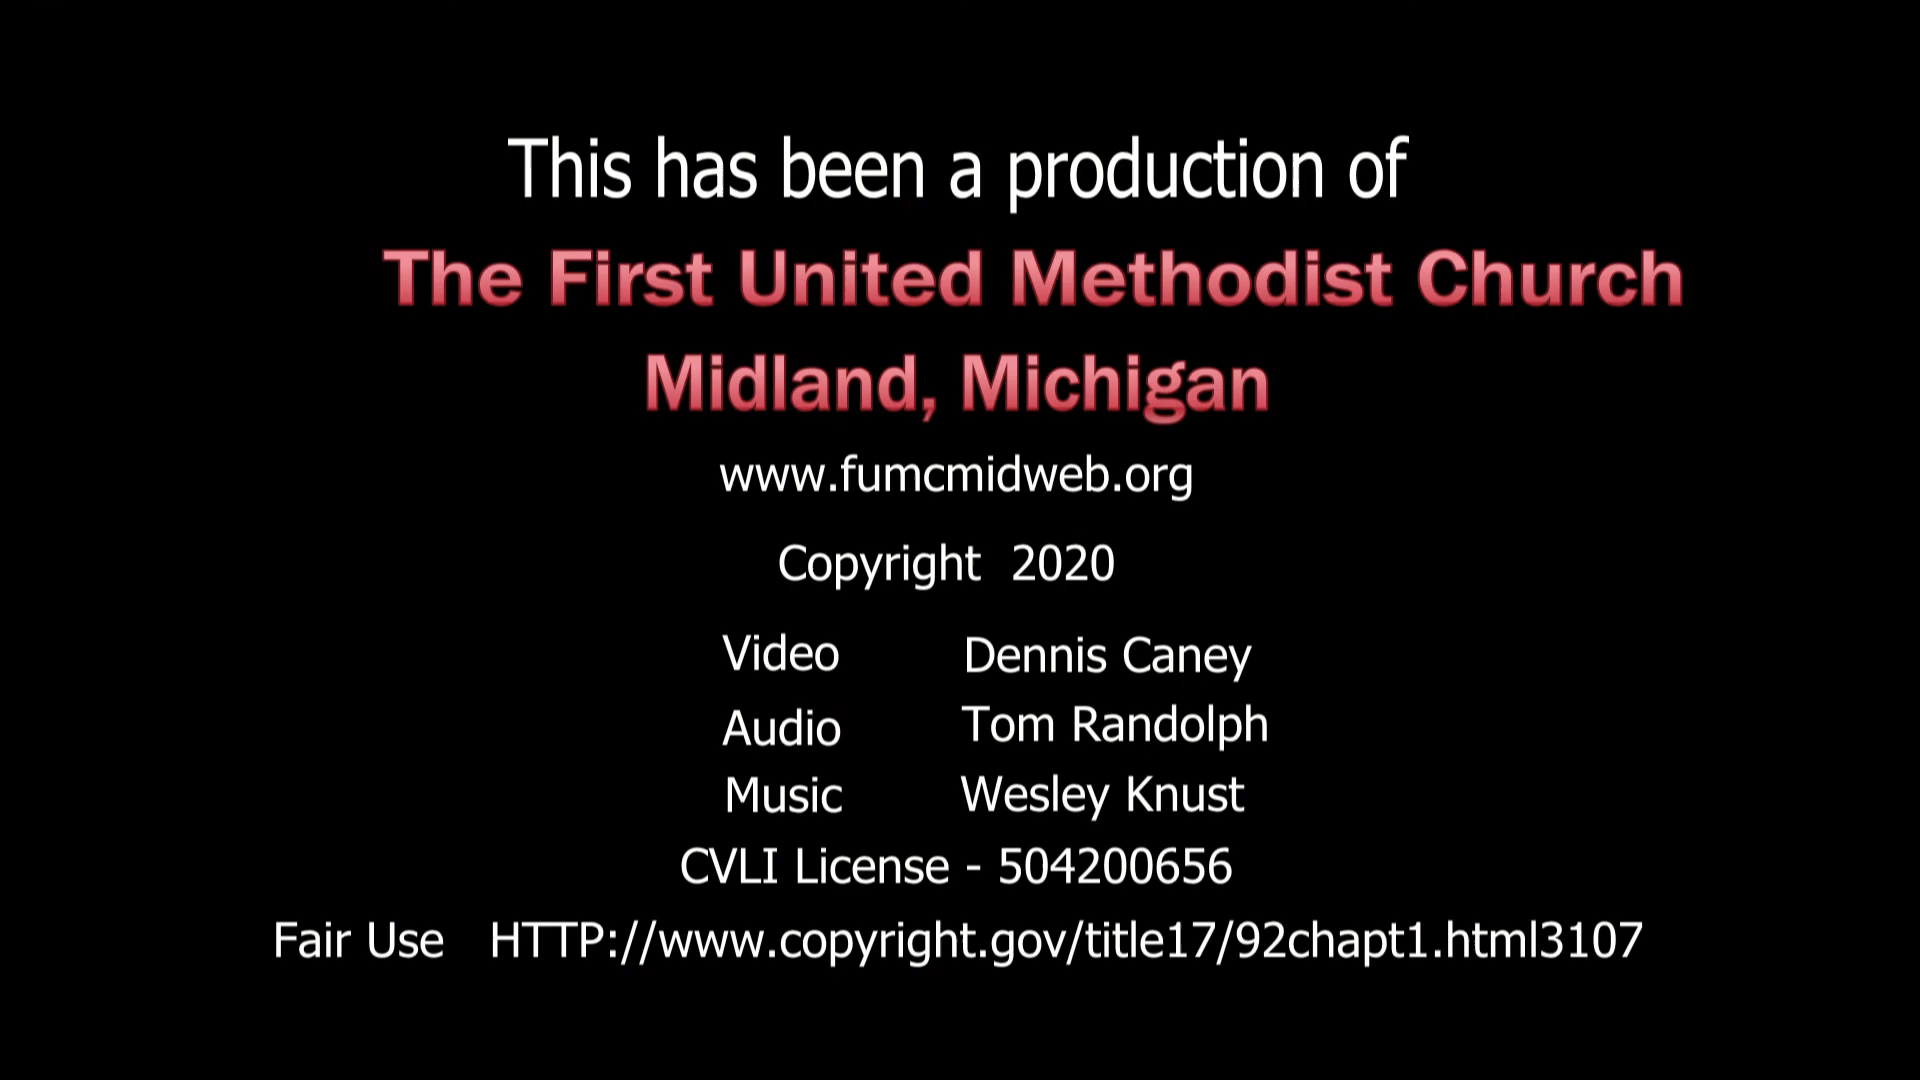 This has been a production of
The First United Methodist Church
Midland, Michigan
www.fumcmidweb.org
Copyright 2020
Video Dennis Caney
Audio Tom Randolph
Music Wesley Knust
CVLI License - 504200656
Fair Use HTTP://www.copyright.gov/title17/92chapt1.html3107